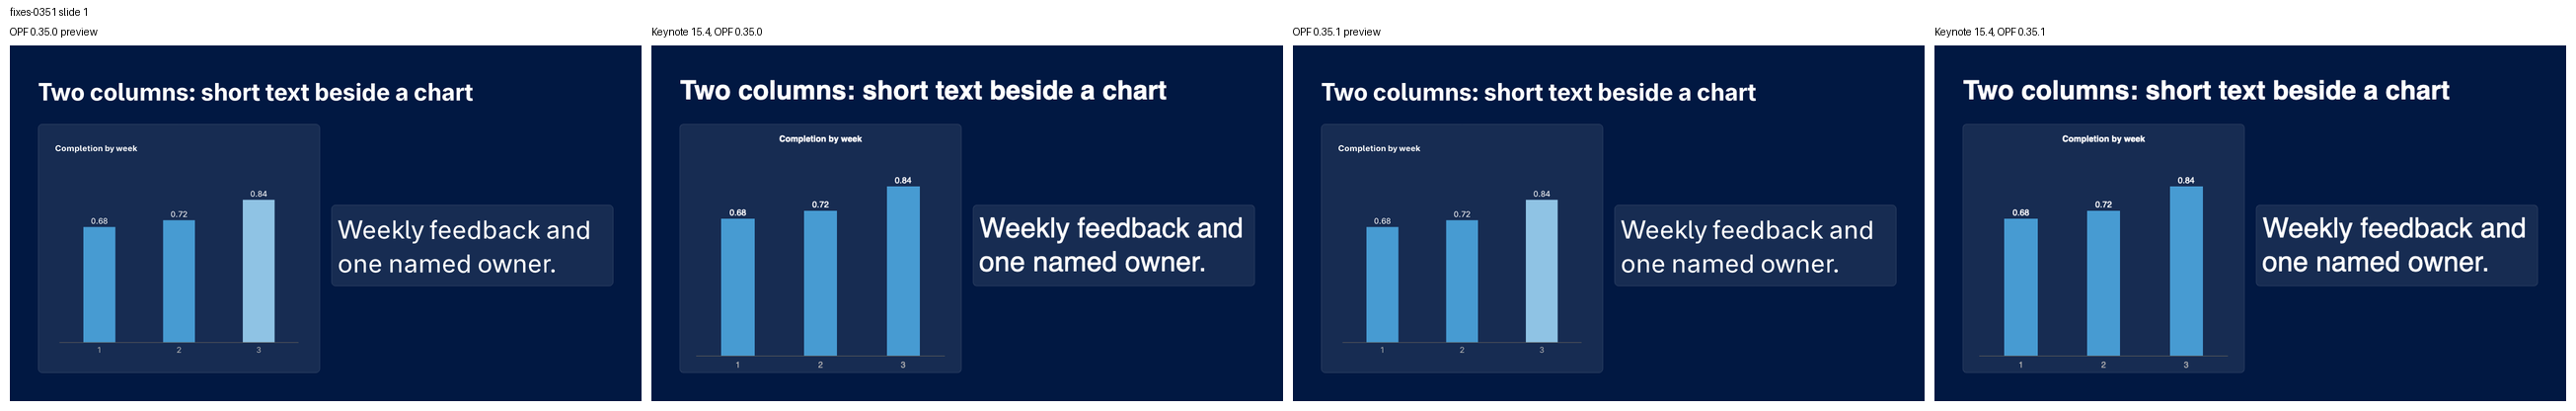 fixes-0351 slide 1
OPF 0.35.0 preview
Two columns: short text beside a chart
Completion by week
0.68
0.72
0.84
1
2
3
Weekly feedback and
one named owner.
Keynote 15.4, OPF 0.35.0
Two columns: short text beside a chart
Completion by week
0.68
0.72
0.84
1
2
3
Weekly feedback and
one named owner.
OPF 0.35.1 preview
Two columns: short text beside a chart
Completion by week
0.68
0.72
0.84
1
2
3
Weekly feedback and
one named owner.
Keynote 15.4, OPF 0.35.1
Two columns: short text beside a chart
Completion by week
0.68
0.72
0.84
1
2
3
Weekly feedback and
one named owner.